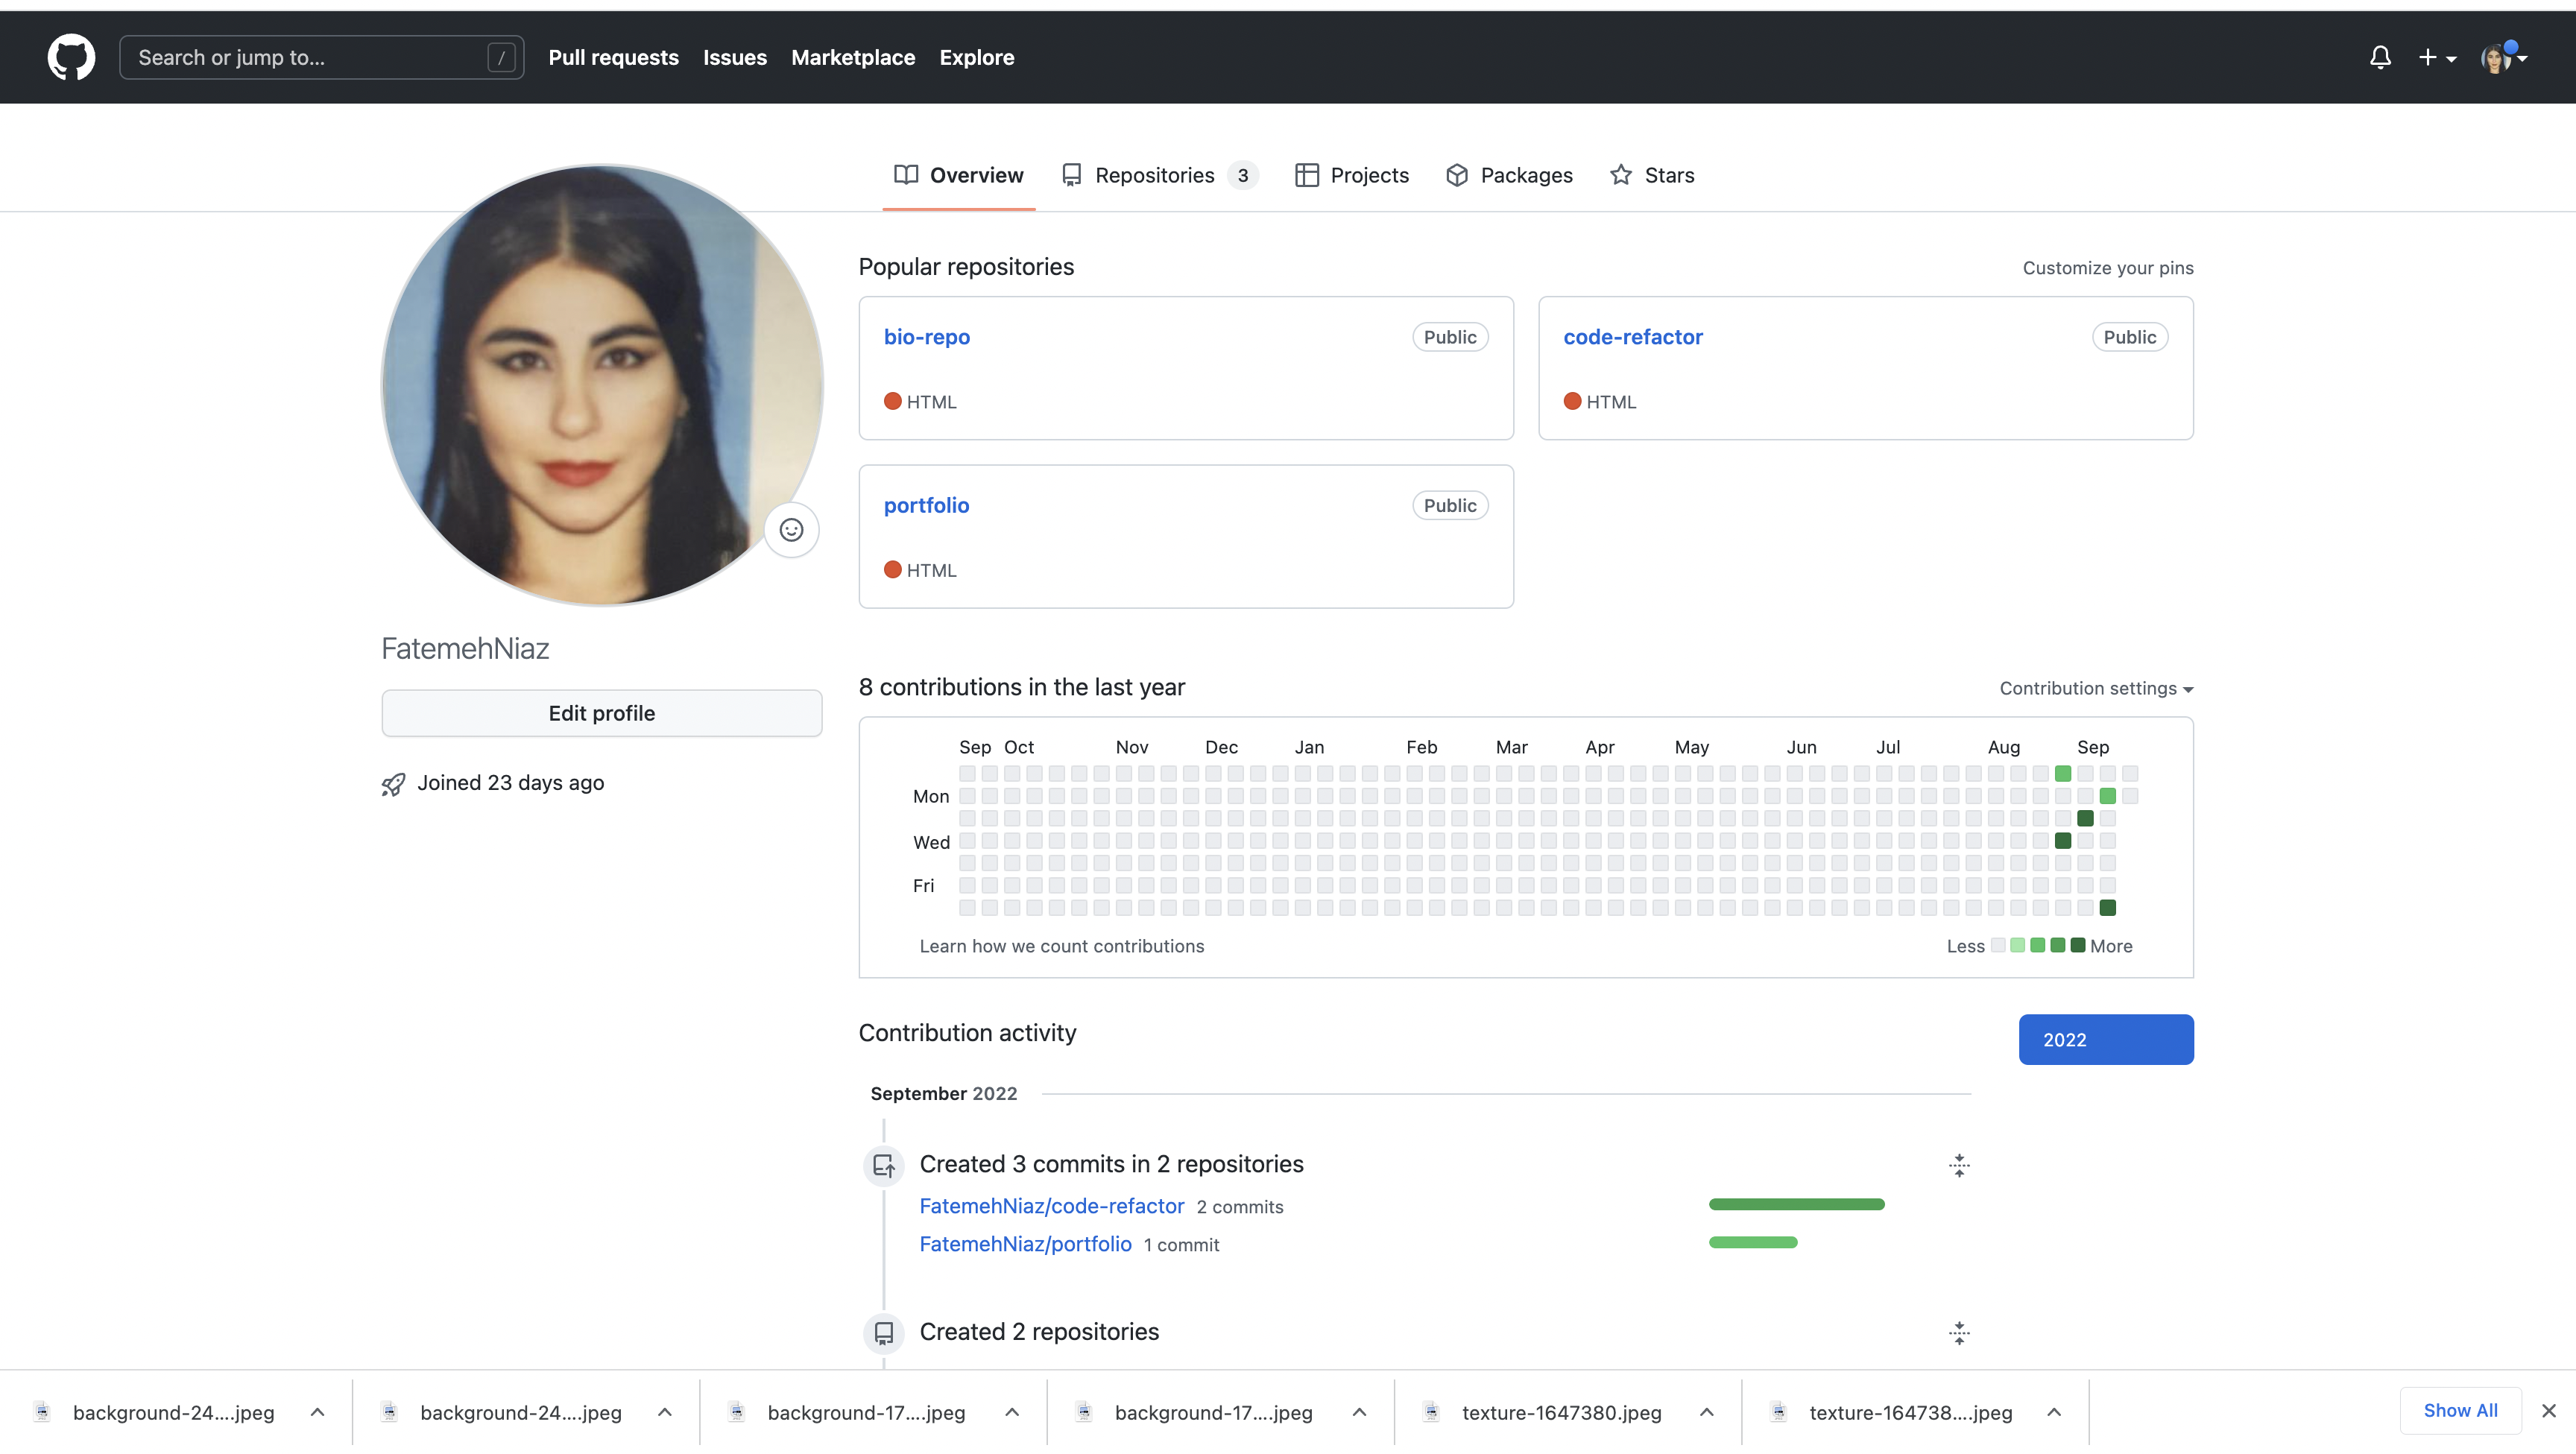 Search or jump to... /
Pull requests Issues Marketplace Explore
Overview Repositories 3 Projects Packages Stars
FatemehNiaz
Edit profile
Joined 23 days ago
Popular repositories Customize your pins
bio-repo Public
HTML
code-refactor Public
HTML
portfolio Public
HTML
8 contributions in the last year Contribution settings
Sep Oct Nov Dec Jan Feb Mar Apr May Jun Jul Aug Sep
Mon
Wed
Fri
Learn how we count contributions Less More
Contribution activity 2022
September 2022
Created 3 commits in 2 repositories
FatemehNiaz/code-refactor 2 commits
FatemehNiaz/portfolio 1 commit
Created 2 repositories
background-24....jpeg background-24....jpeg background-17....jpeg background-17....jpeg texture-1647380.jpeg texture-164738....jpeg Show All